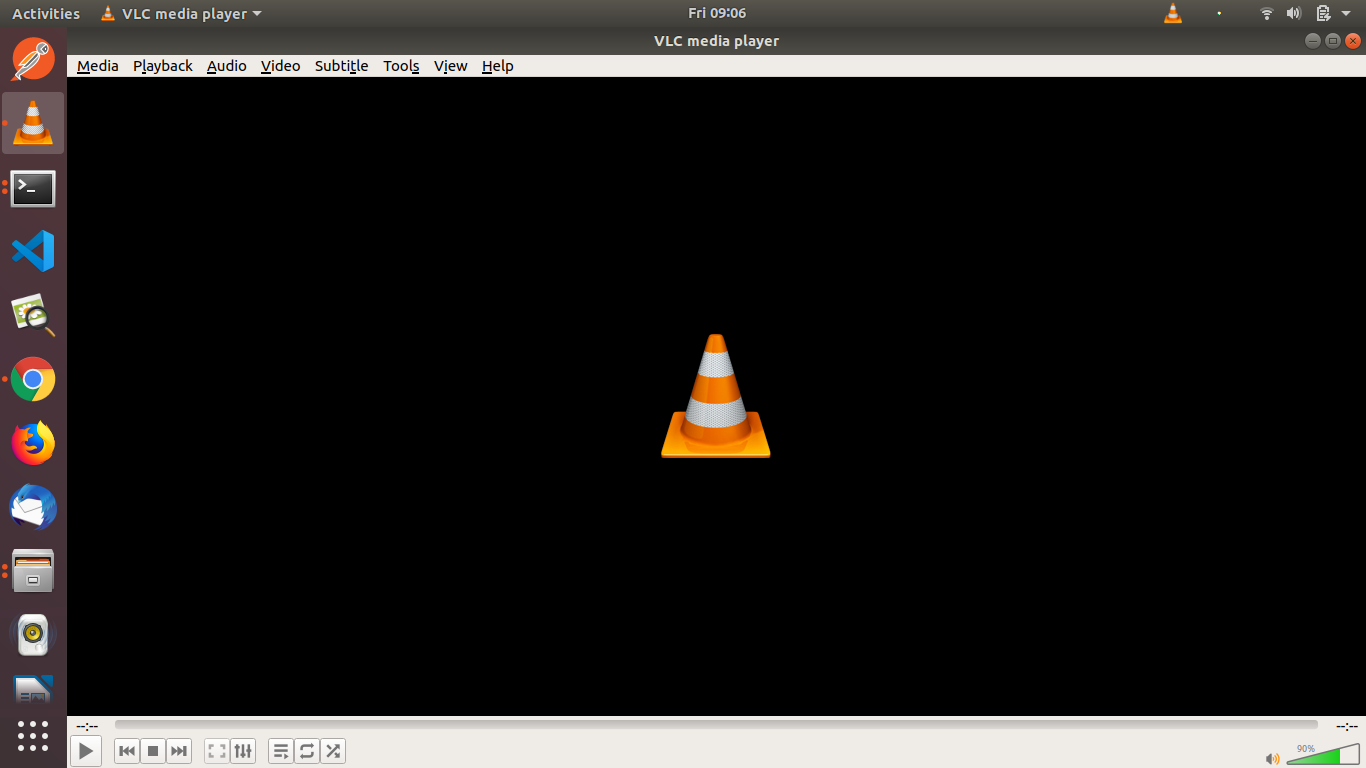 Activities VLC media player Fri 09:06
VLC media player
Media Playback Audio Video Subtitle Tools View Help
--:-- --:--
90%